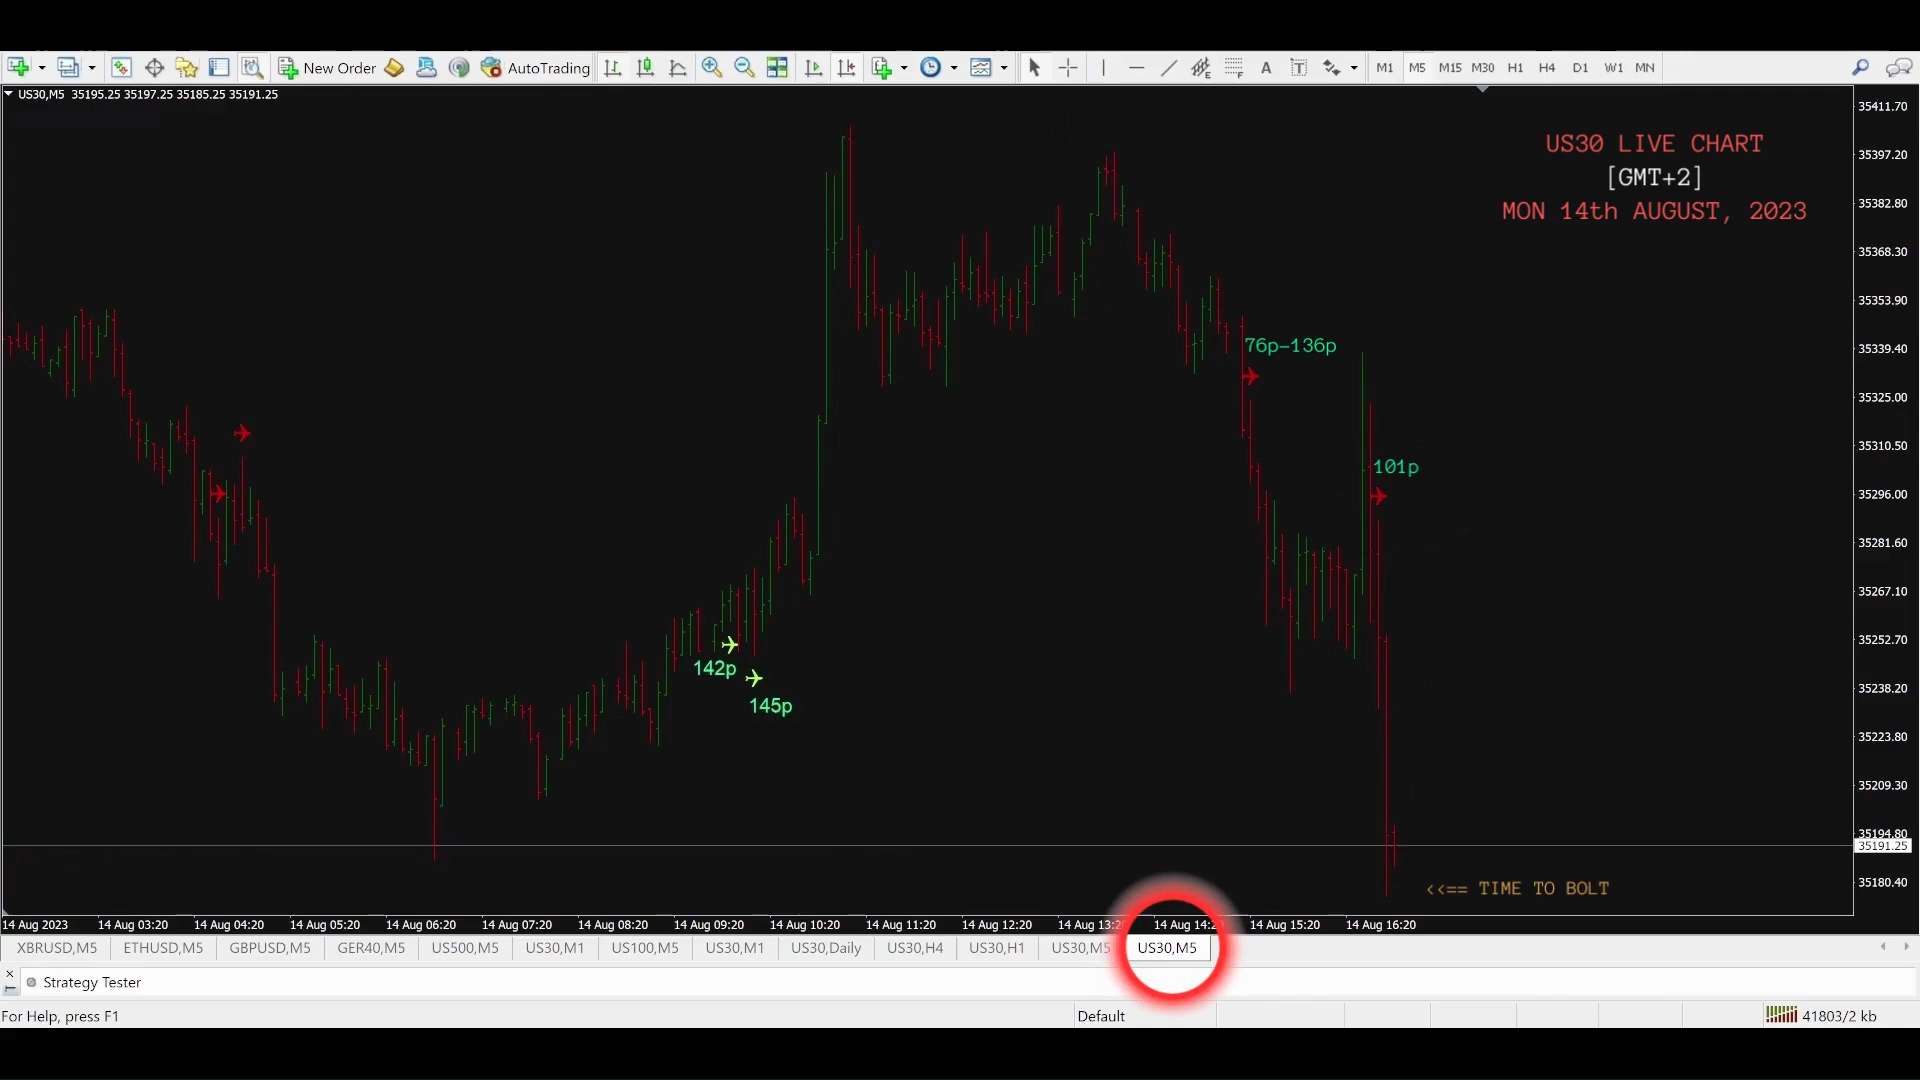 New Order AutoTrading A T M1 M5 M15 M30 H1 H4 D1 W1 MN
US30,M5 35195.25 35197.25 35185.25 35191.25
35411.70
US30 LIVE CHART
35397.20
[GMT+2]
35382.80
MON 14th AUGUST, 2023
35368.30
35353.90
76p-136p
35339.40
35325.00
35310.50
101p
35296.00
35281.60
35267.10
35252.70
142p
35238.20
145p
35223.80
35209.30
35194.80
35191.25
35180.40
<<== TIME TO BOLT
14 Aug 2023 14 Aug 03:20 14 Aug 04:20 14 Aug 05:20 14 Aug 06:20 14 Aug 07:20 14 Aug 08:20 14 Aug 09:20 14 Aug 10:20 14 Aug 11:20 14 Aug 12:20 14 Aug 13:20 14 Aug 14:20 14 Aug 15:20 14 Aug 16:20
XBRUSD,M5 ETHUSD,M5 GBPUSD,M5 GER40,M5 US500,M5 US30,M1 US100,M5 US30,M1 US30,Daily US30,H4 US30,H1 US30,M5 US30,M5
Strategy Tester
For Help, press F1 Default 41803/2 kb